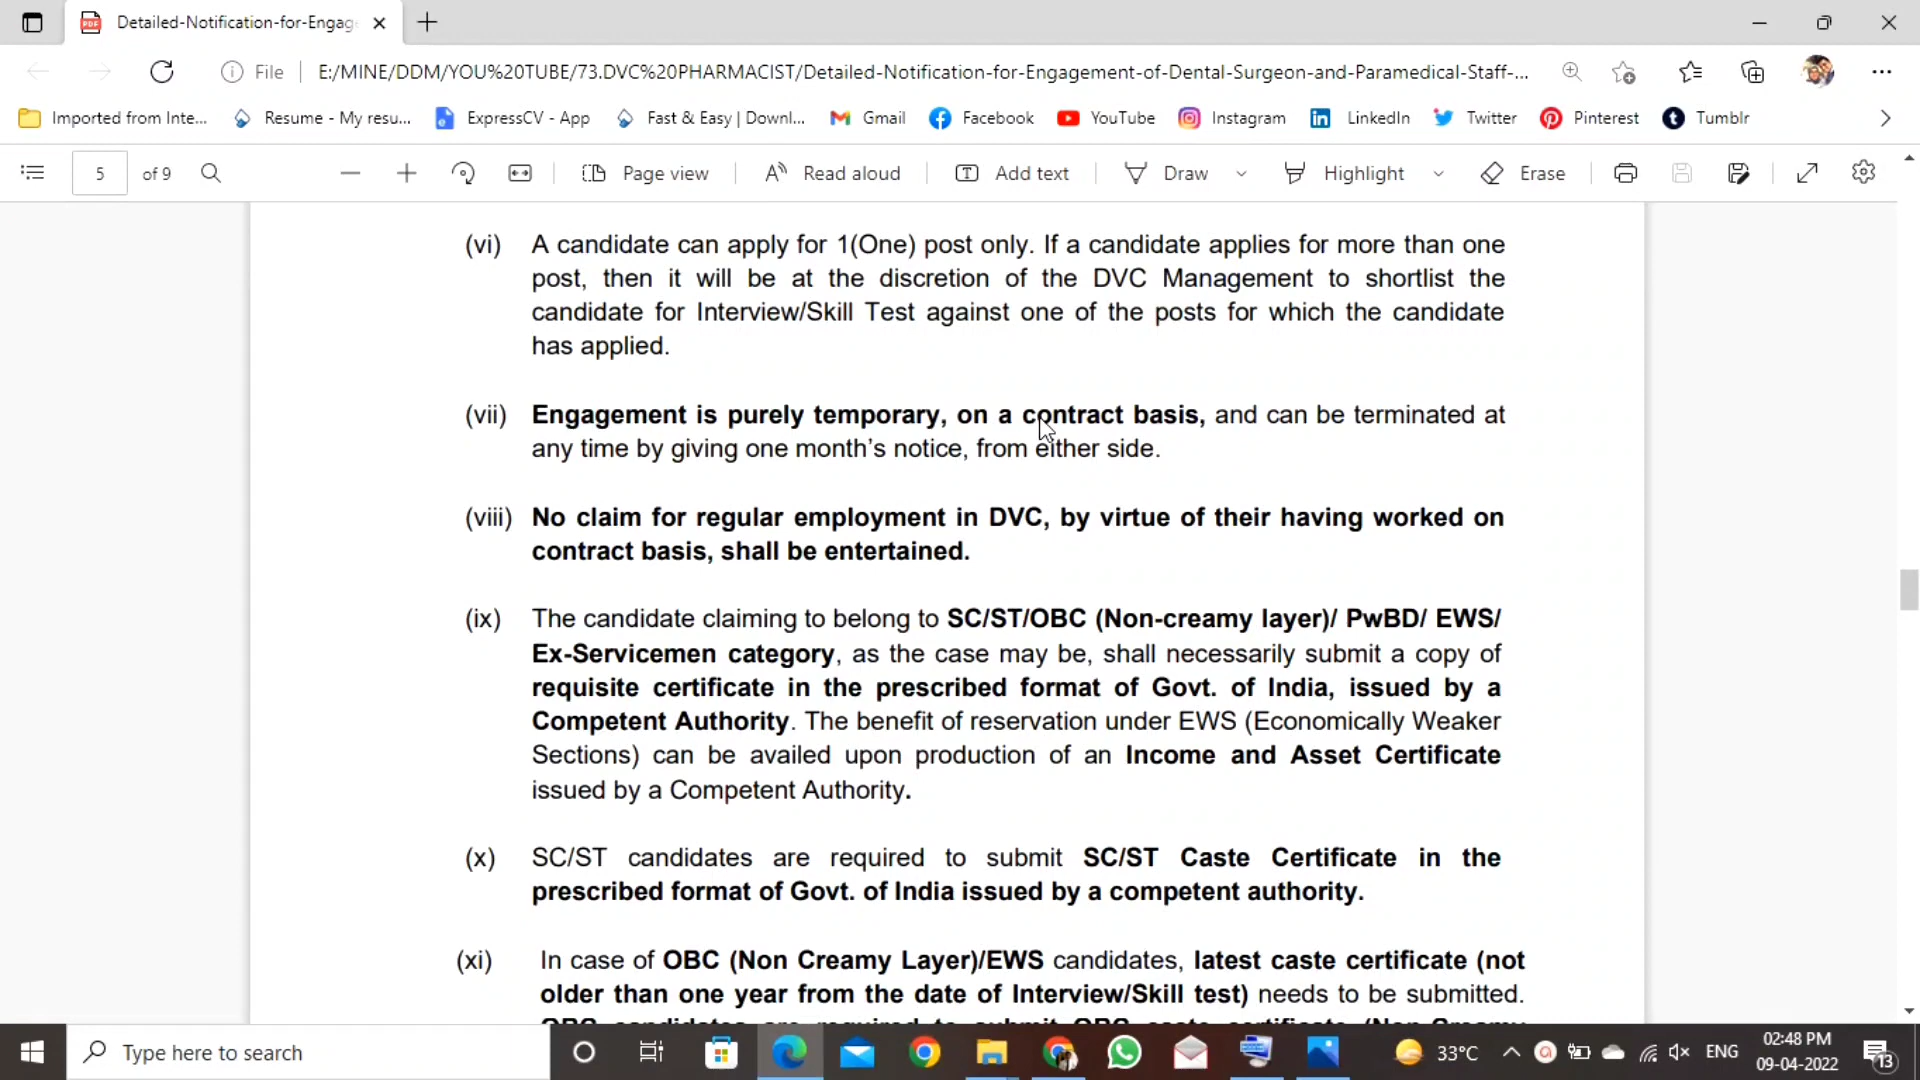 Detailed-Notification-for-Engag
File
E:/MINE/DDM/YOU%20TUBE/73.DVC%20PHARMACIST/Detailed-Notification-for-Engagement-of-Dental-Surgeon-and-Paramedical-Staff-...
Imported from Inte... Resume - My resu... ExpressCV - App Fast & Easy | Downl... Gmail Facebook YouTube Instagram LinkedIn Twitter Pinterest Tumblr
5 of 9 Page view Read aloud Add text Draw Highlight Erase
(vi) A candidate can apply for 1(One) post only. If a candidate applies for more than one
post, then it will be at the discretion of the DVC Management to shortlist the
candidate for Interview/Skill Test against one of the posts for which the candidate
has applied.
(vii) Engagement is purely temporary, on a contract basis, and can be terminated at
any time by giving one month's notice, from either side.
(viii) No claim for regular employment in DVC, by virtue of their having worked on
contract basis, shall be entertained.
(ix) The candidate claiming to belong to SC/ST/OBC (Non-creamy layer)/ PwBD/ EWS/
Ex-Servicemen category, as the case may be, shall necessarily submit a copy of
requisite certificate in the prescribed format of Govt. of India, issued by a
Competent Authority. The benefit of reservation under EWS (Economically Weaker
Sections) can be availed upon production of an Income and Asset Certificate
issued by a Competent Authority.
(x) SC/ST candidates are required to submit SC/ST Caste Certificate in the
prescribed format of Govt. of India issued by a competent authority.
(xi) In case of OBC (Non Creamy Layer)/EWS candidates, latest caste certificate (not
older than one year from the date of Interview/Skill test) needs to be submitted.
Type here to search
33°C
ENG
02:48 PM
09-04-2022
13